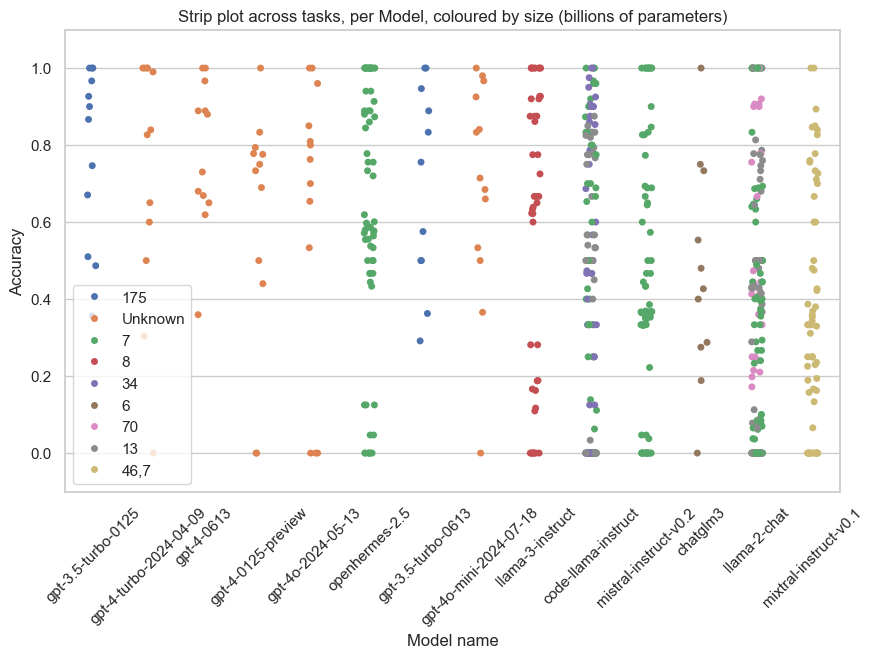 Strip plot across tasks, per Model, coloured by size (billions of parameters)
Accuracy
1.0
0.8
0.6
0.4
0.2
0.0
175
Unknown
7
8
34
6
70
13
46,7
gpt-3.5-turbo-0125
gpt-4-turbo-2024-04-09
gpt-4-0613
gpt-4-0125-preview
gpt-4o-2024-05-13
openhermes-2.5
gpt-3.5-turbo-0613
gpt-4o-mini-2024-07-18
llama-3-instruct
code-llama-instruct
mistral-instruct-v0.2
chatglm3
llama-2-chat
mixtral-instruct-v0.1
Model name